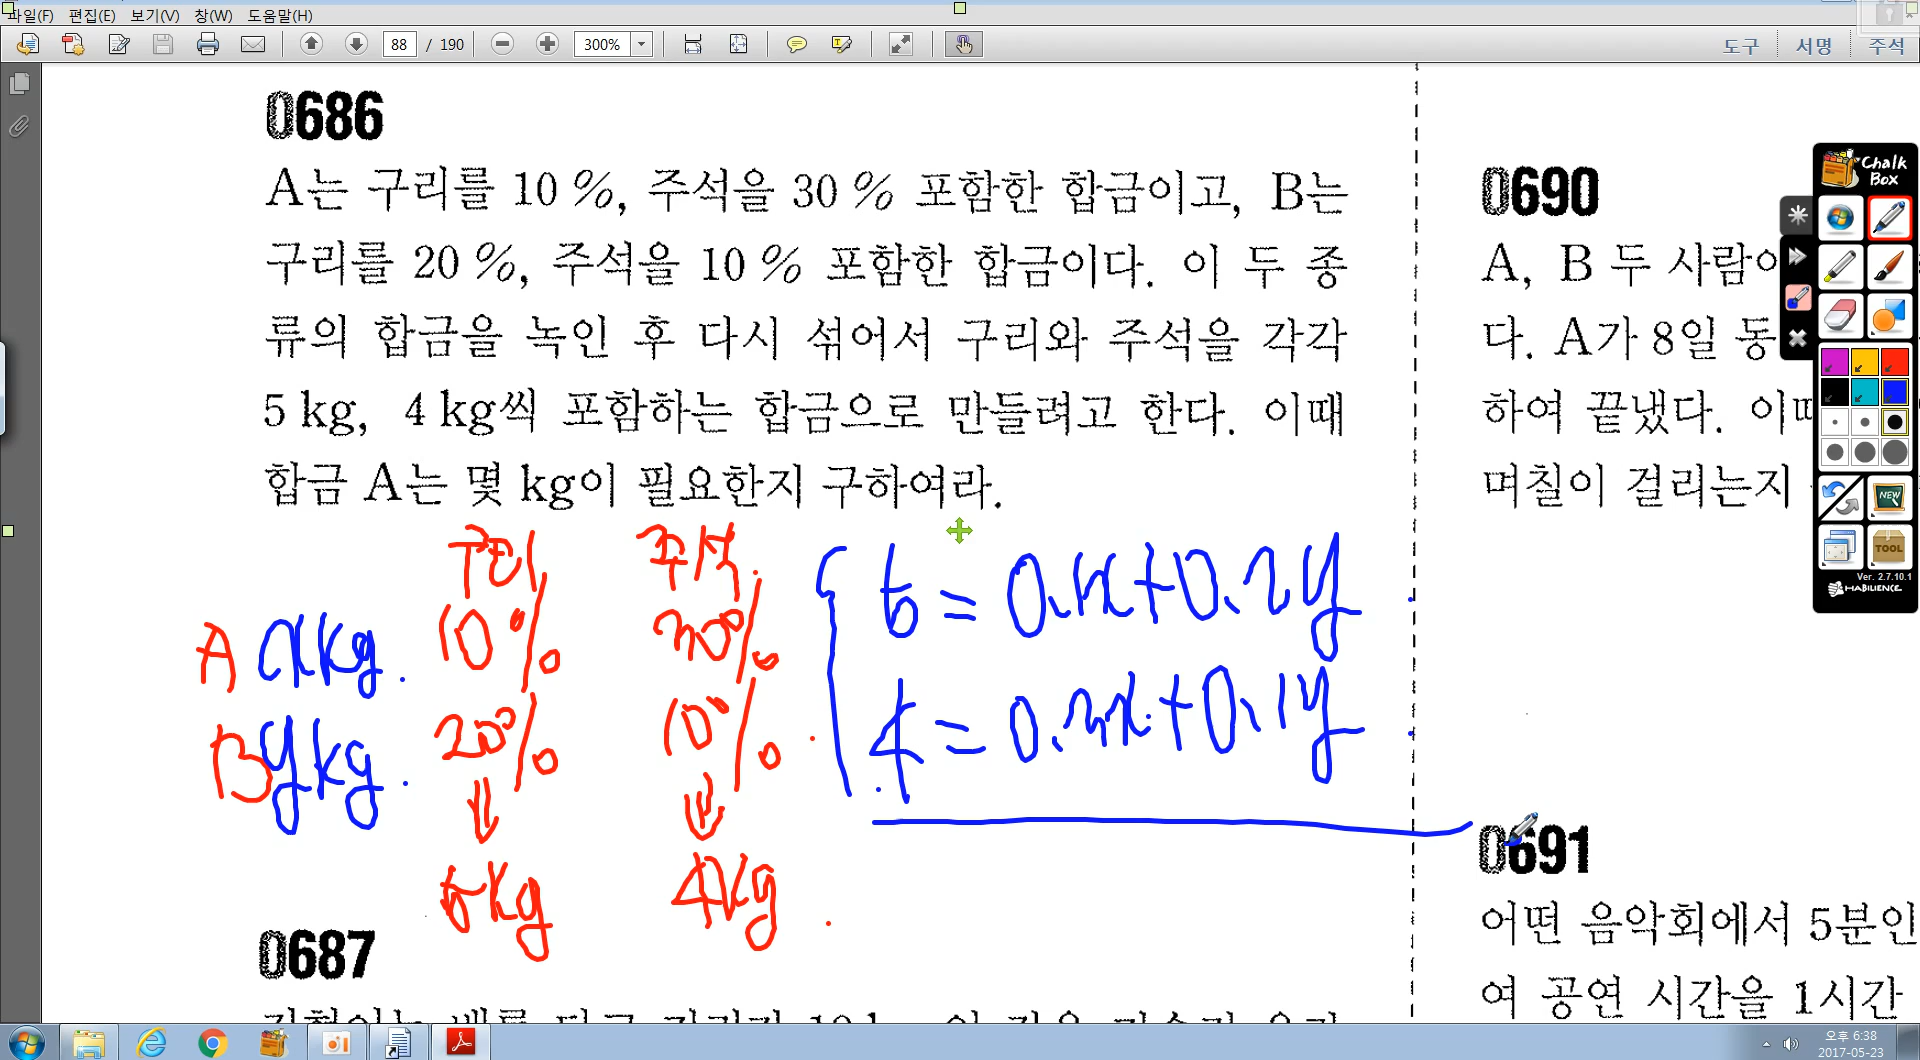 파일(F) 편집(E) 보기(V) 창(W) 도움말(H)
88 / 190 300% 도구 서명 주석
0686
A는 구리를 10 %, 주석을 30 % 포함한 합금이고, B는
구리를 20 %, 주석을 10 % 포함한 합금이다. 이 두 종
류의 합금을 녹인 후 다시 섞어서 구리와 주석을 각각
5 kg, 4 kg씩 포함하는 합금으로 만들려고 한다. 이때
합금 A는 몇 kg이 필요한지 구하여라.
주석
A xkg. 10% 30%
B ykg. 20% 10%
5kg 4kg
5 = 0.1x+0.2y
4 = 0.3x+0.1y
0687
0690
A, B 두 사람이
다. A가 8일 동
하여 끝냈다. 이때
며칠이 걸리는지
0691
어떤 음악회에서 5분인
여 공연 시간을 1시간
Chalk
Box
NEW
TOOL
Ver. 2.7.10.1
HABILIENCE
오후 6:38
2017-05-23